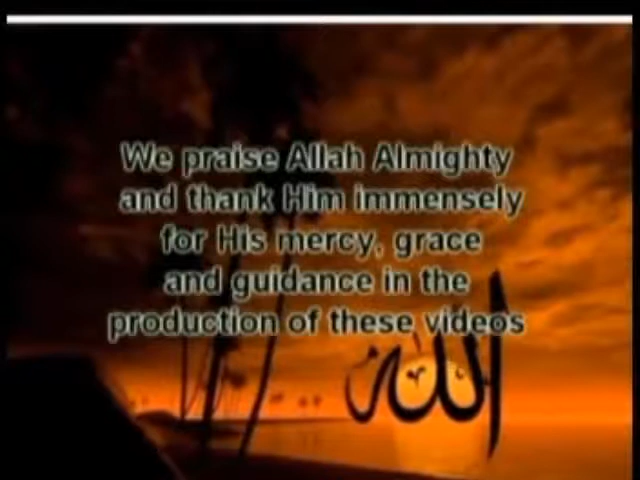 We praise Allah Almighty
and thank Him immensely
for His mercy, grace
and guidance in the
production of these videos
الله